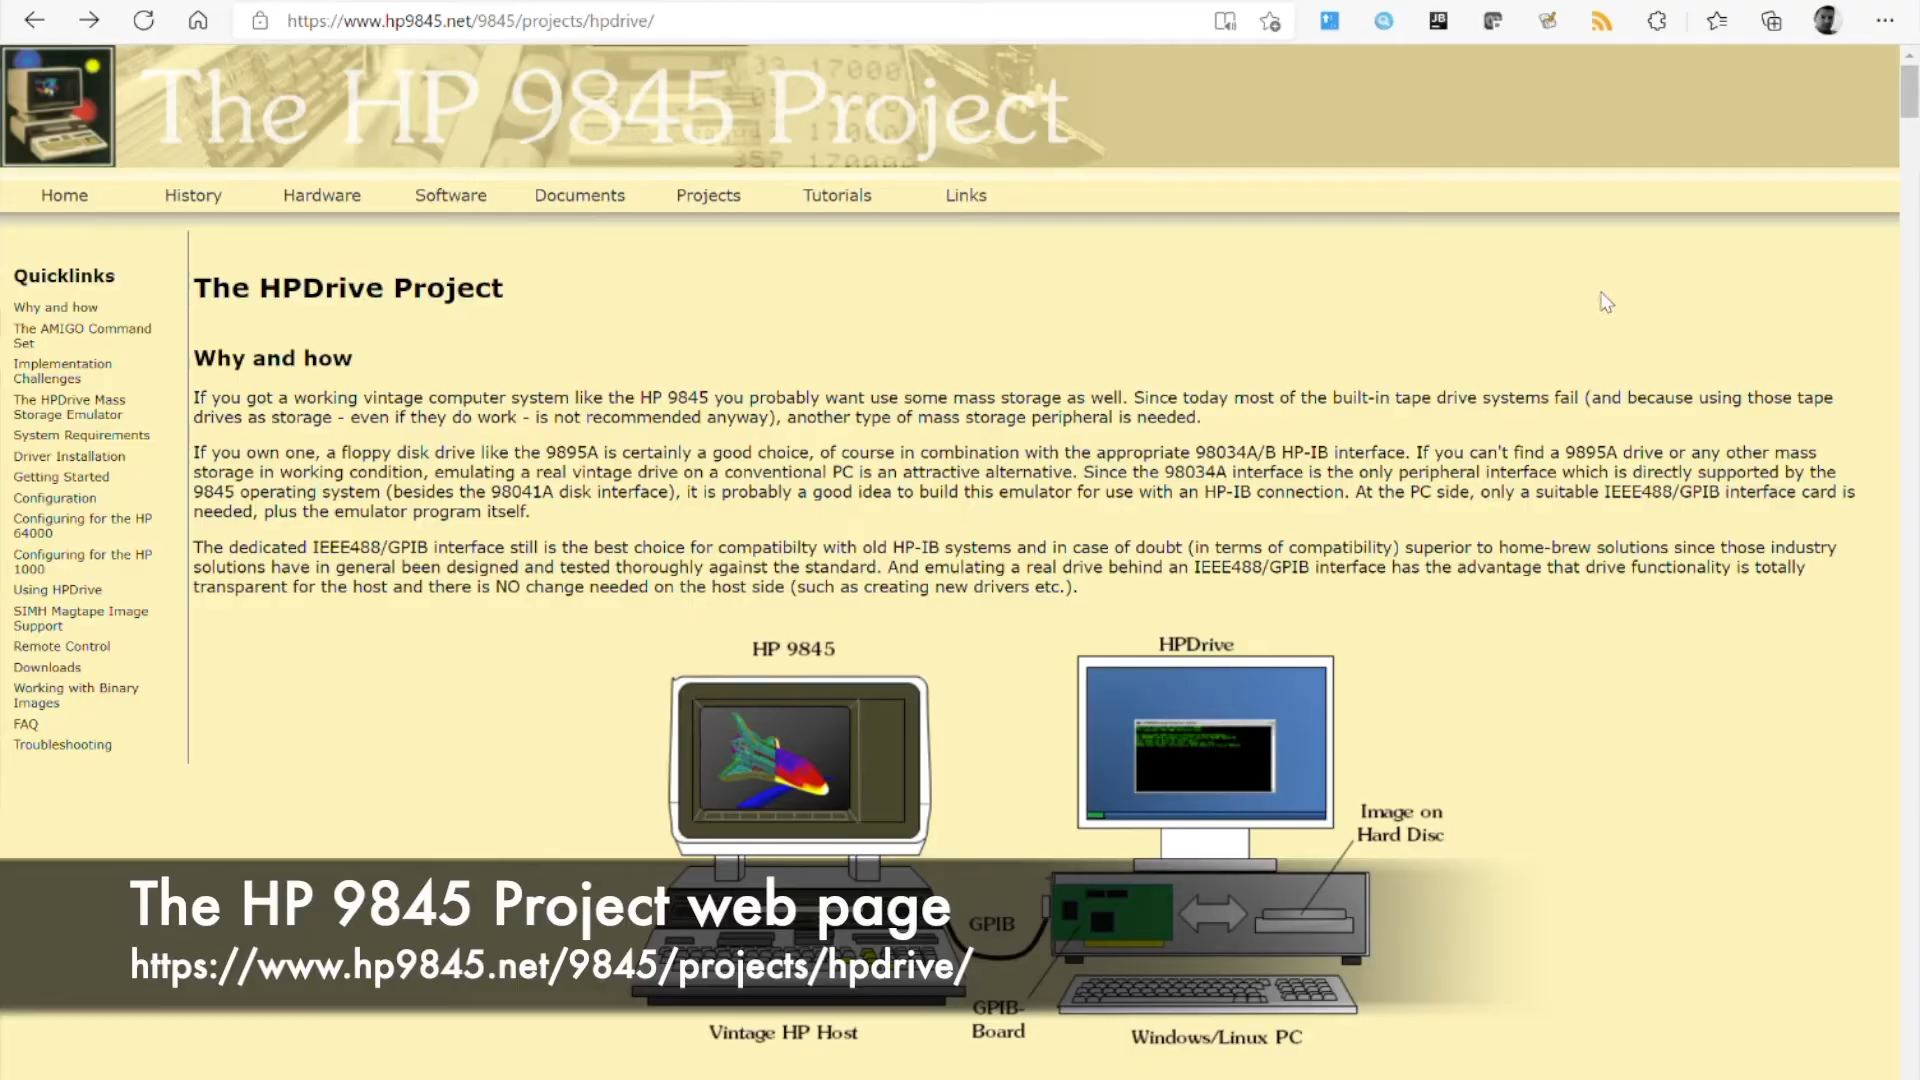 https://www.hp9845.net/9845/projects/hpdrive/
JB
The HP 9845 Project
Home History Hardware Software Documents Projects Tutorials Links
Quicklinks
Why and how
The AMIGO Command
Set
Implementation
Challenges
The HPDrive Mass
Storage Emulator
System Requirements
Driver Installation
Getting Started
Configuration
Configuring for the HP
64000
Configuring for the HP
1000
Using HPDrive
SIMH Magtape Image
Support
Remote Control
Downloads
Working with Binary
Images
FAQ
Troubleshooting
The HPDrive Project
Why and how
If you got a working vintage computer system like the HP 9845 you probably want use some mass storage as well. Since today most of the built-in tape drive systems fail (and because using those tape
drives as storage - even if they do work - is not recommended anyway), another type of mass storage peripheral is needed.
If you own one, a floppy disk drive like the 9895A is certainly a good choice, of course in combination with the appropriate 98034A/B HP-IB interface. If you can't find a 9895A drive or any other mass
storage in working condition, emulating a real vintage drive on a conventional PC is an attractive alternative. Since the 98034A interface is the only peripheral interface which is directly supported by the
9845 operating system (besides the 98041A disk interface), it is probably a good idea to build this emulator for use with an HP-IB connection. At the PC side, only a suitable IEEE488/GPIB interface card is
needed, plus the emulator program itself.
The dedicated IEEE488/GPIB interface still is the best choice for compatibilty with old HP-IB systems and in case of doubt (in terms of compatibility) superior to home-brew solutions since those industry
solutions have in general been designed and tested thoroughly against the standard. And emulating a real drive behind an IEEE488/GPIB interface has the advantage that drive functionality is totally
transparent for the host and there is NO change needed on the host side (such as creating new drivers etc.).
HP 9845
HPDrive
Image on
Hard Disc
GPIB
GPIB-
Board
Vintage HP Host
Windows/Linux PC
The HP 9845 Project web page
https://www.hp9845.net/9845/projects/hpdrive/